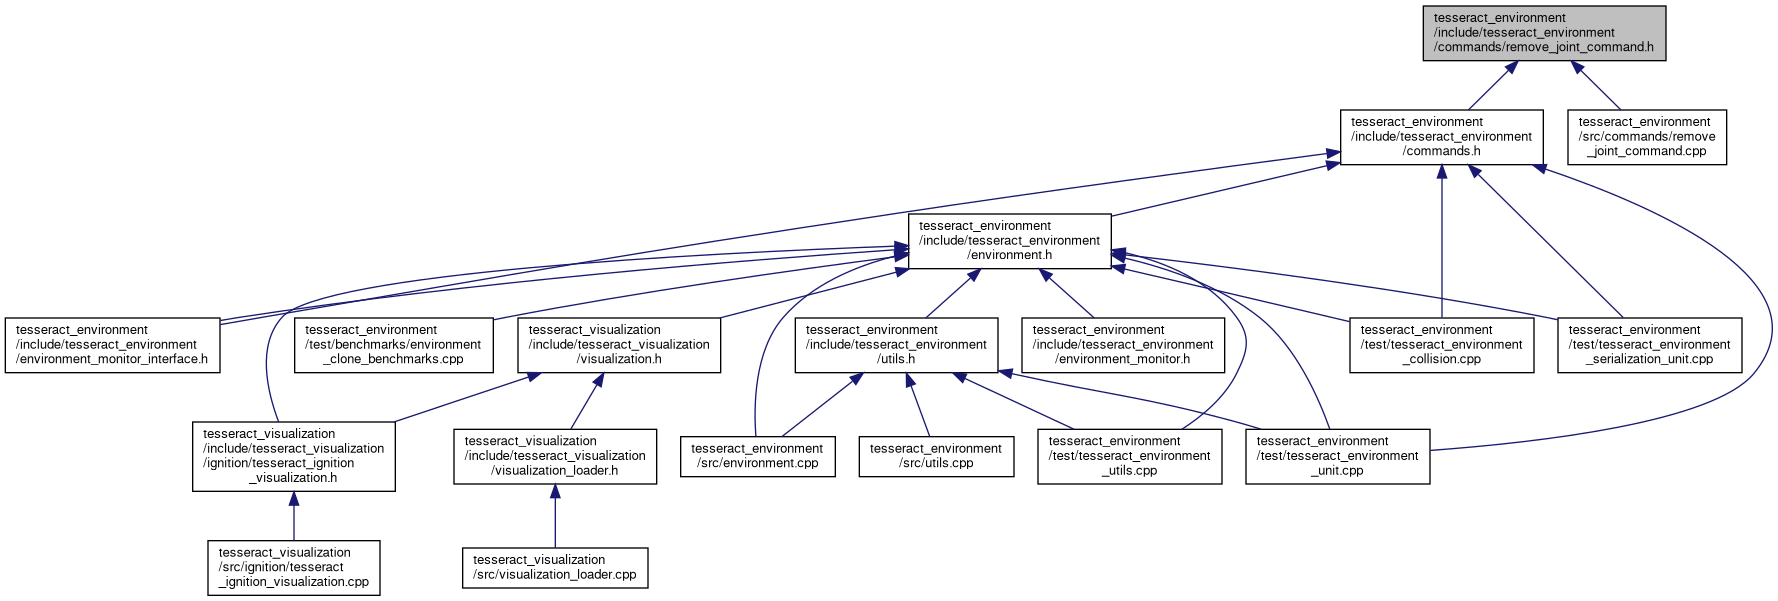 tesseract_environment
/include/tesseract_environment
/commands/remove_joint_command.h
tesseract_environment
/include/tesseract_environment
/commands.h
tesseract_environment
/src/commands/remove
_joint_command.cpp
tesseract_environment
/include/tesseract_environment
/environment.h
tesseract_environment
/include/tesseract_environment
/environment_monitor_interface.h
tesseract_environment
/test/benchmarks/environment
_clone_benchmarks.cpp
tesseract_visualization
/include/tesseract_visualization
/visualization.h
tesseract_environment
/include/tesseract_environment
/utils.h
tesseract_environment
/include/tesseract_environment
/environment_monitor.h
tesseract_environment
/test/tesseract_environment
_collision.cpp
tesseract_environment
/test/tesseract_environment
_serialization_unit.cpp
tesseract_visualization
/include/tesseract_visualization
/ignition/tesseract_ignition
_visualization.h
tesseract_visualization
/include/tesseract_visualization
/visualization_loader.h
tesseract_environment
/src/environment.cpp
tesseract_environment
/src/utils.cpp
tesseract_environment
/test/tesseract_environment
_utils.cpp
tesseract_environment
/test/tesseract_environment
_unit.cpp
tesseract_visualization
/src/ignition/tesseract
_ignition_visualization.cpp
tesseract_visualization
/src/visualization_loader.cpp